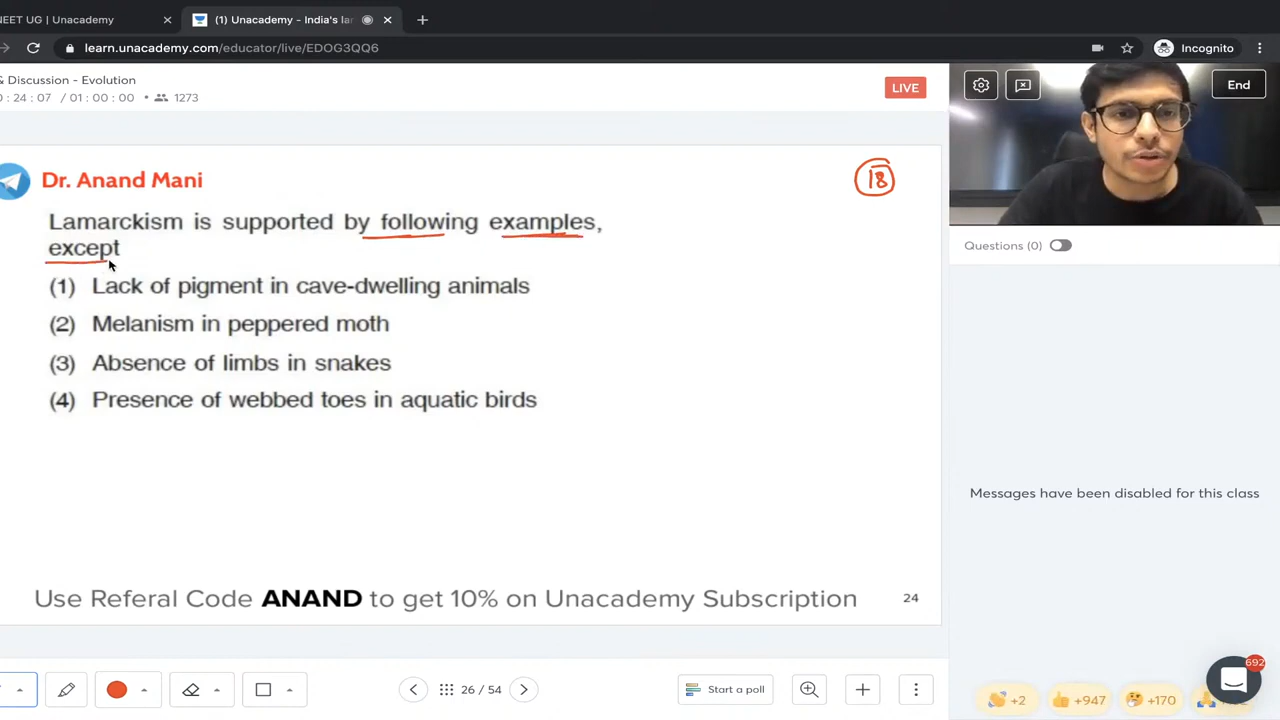 NEET UG | Unacademy
(1) Unacademy - India's lar
learn.unacademy.com/educator/live/EDOG3QQ6
Incognito
& Discussion - Evolution
: 24 : 07 / 01 : 00 : 00 • 1273
LIVE
End
Dr. Anand Mani
18
Lamarckism is supported by following examples,
except
(1) Lack of pigment in cave-dwelling animals
(2) Melanism in peppered moth
(3) Absence of limbs in snakes
(4) Presence of webbed toes in aquatic birds
Questions (0)
Messages have been disabled for this class
Use Referal Code ANAND to get 10% on Unacademy Subscription
24
26 / 54
Start a poll
692
+2
+947
+170